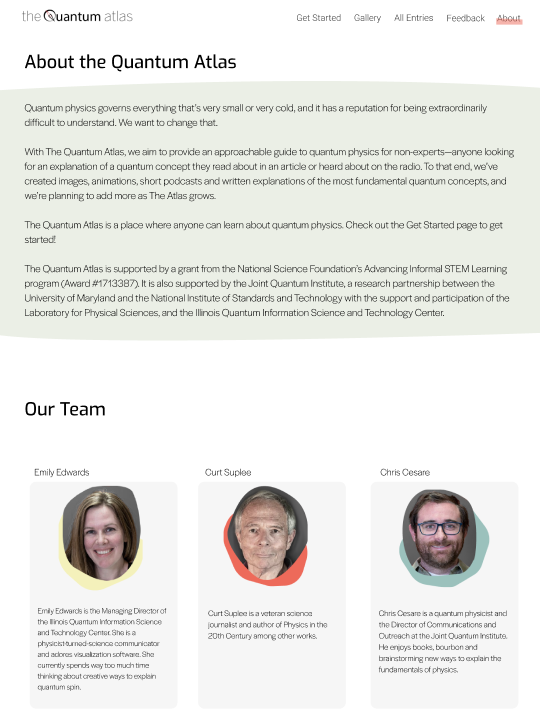 the Quantum atlas
Get Started Gallery All Entries Feedback About
About the Quantum Atlas
Quantum physics governs everything that's very small or very cold, and it has a reputation for being extraordinarily
difficult to understand. We want to change that.
With The Quantum Atlas, we aim to provide an approachable guide to quantum physics for non-experts—anyone looking
for an explanation of a quantum concept they read about in an article or heard about on the radio. To that end, we've
created images, animations, short podcasts and written explanations of the most fundamental quantum concepts, and
we're planning to add more as The Atlas grows.
The Quantum Atlas is a place where anyone can learn about quantum physics. Check out the Get Started page to get
started!
The Quantum Atlas is supported by a grant from the National Science Foundation's Advancing Informal STEM Learning
program (Award #1713387). It is also supported by the Joint Quantum Institute, a research partnership between the
University of Maryland and the National Institute of Standards and Technology with the support and participation of the
Laboratory for Physical Sciences, and the Illinois Quantum Information Science and Technology Center.
Our Team
Emily Edwards
Emily Edwards is the Managing Director of
the Illinois Quantum Information Science
and Technology Center. She is a
physicist-turned-science communicator
and adores visualization software. She
currently spends way too much time
thinking about creative ways to explain
quantum spin.
Curt Suplee
Curt Suplee is a veteran science
journalist and author of Physics in the
20th Century among other works.
Chris Cesare
Chris Cesare is a quantum physicist and
the Director of Communications and
Outreach at the Joint Quantum Institute.
He enjoys books, bourbon and
brainstorming new ways to explain the
fundamentals of physics.